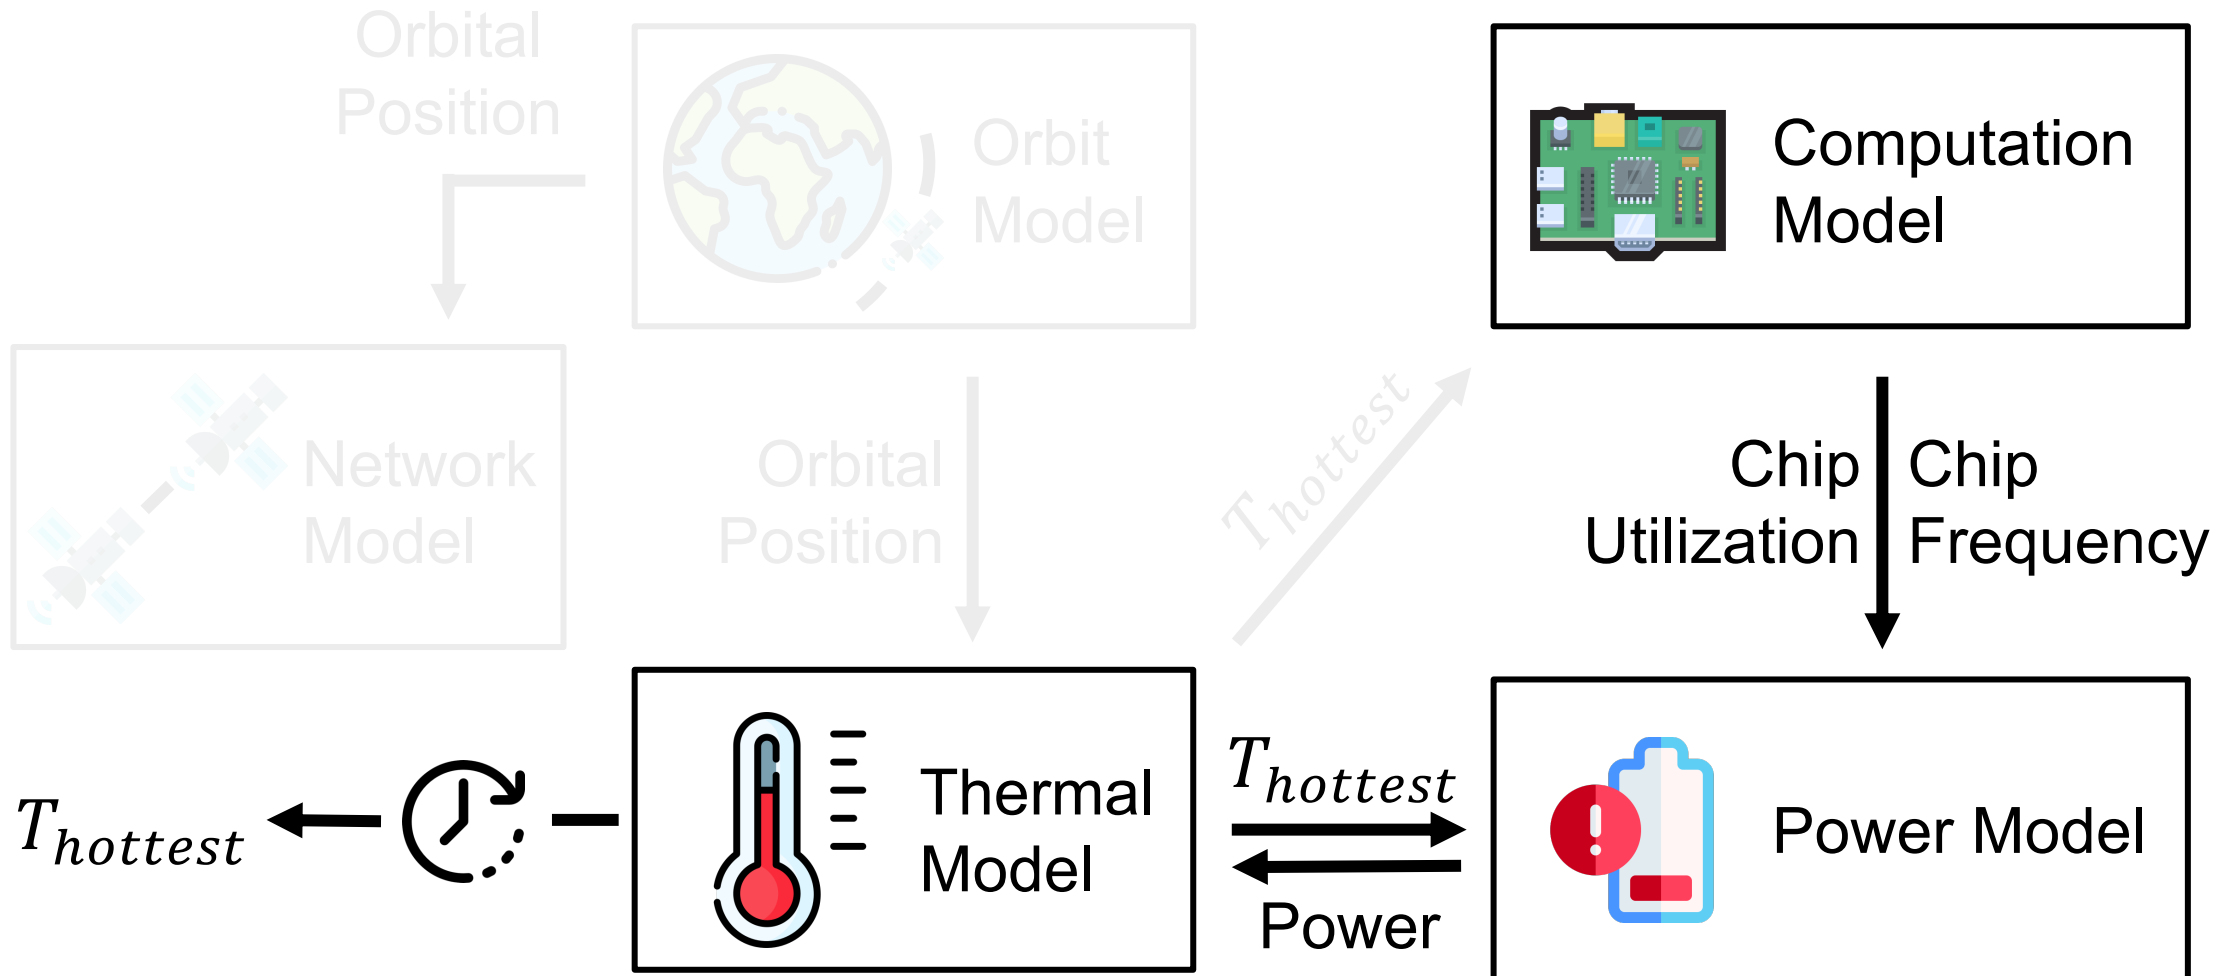 Orbital
Position
Orbit
Model
Computation
Model
Network
Model
Orbital
Position
T_hottest
Chip
Utilization
Chip
Frequency
T_hottest
Thermal
Model
T_hottest
Power
Power Model